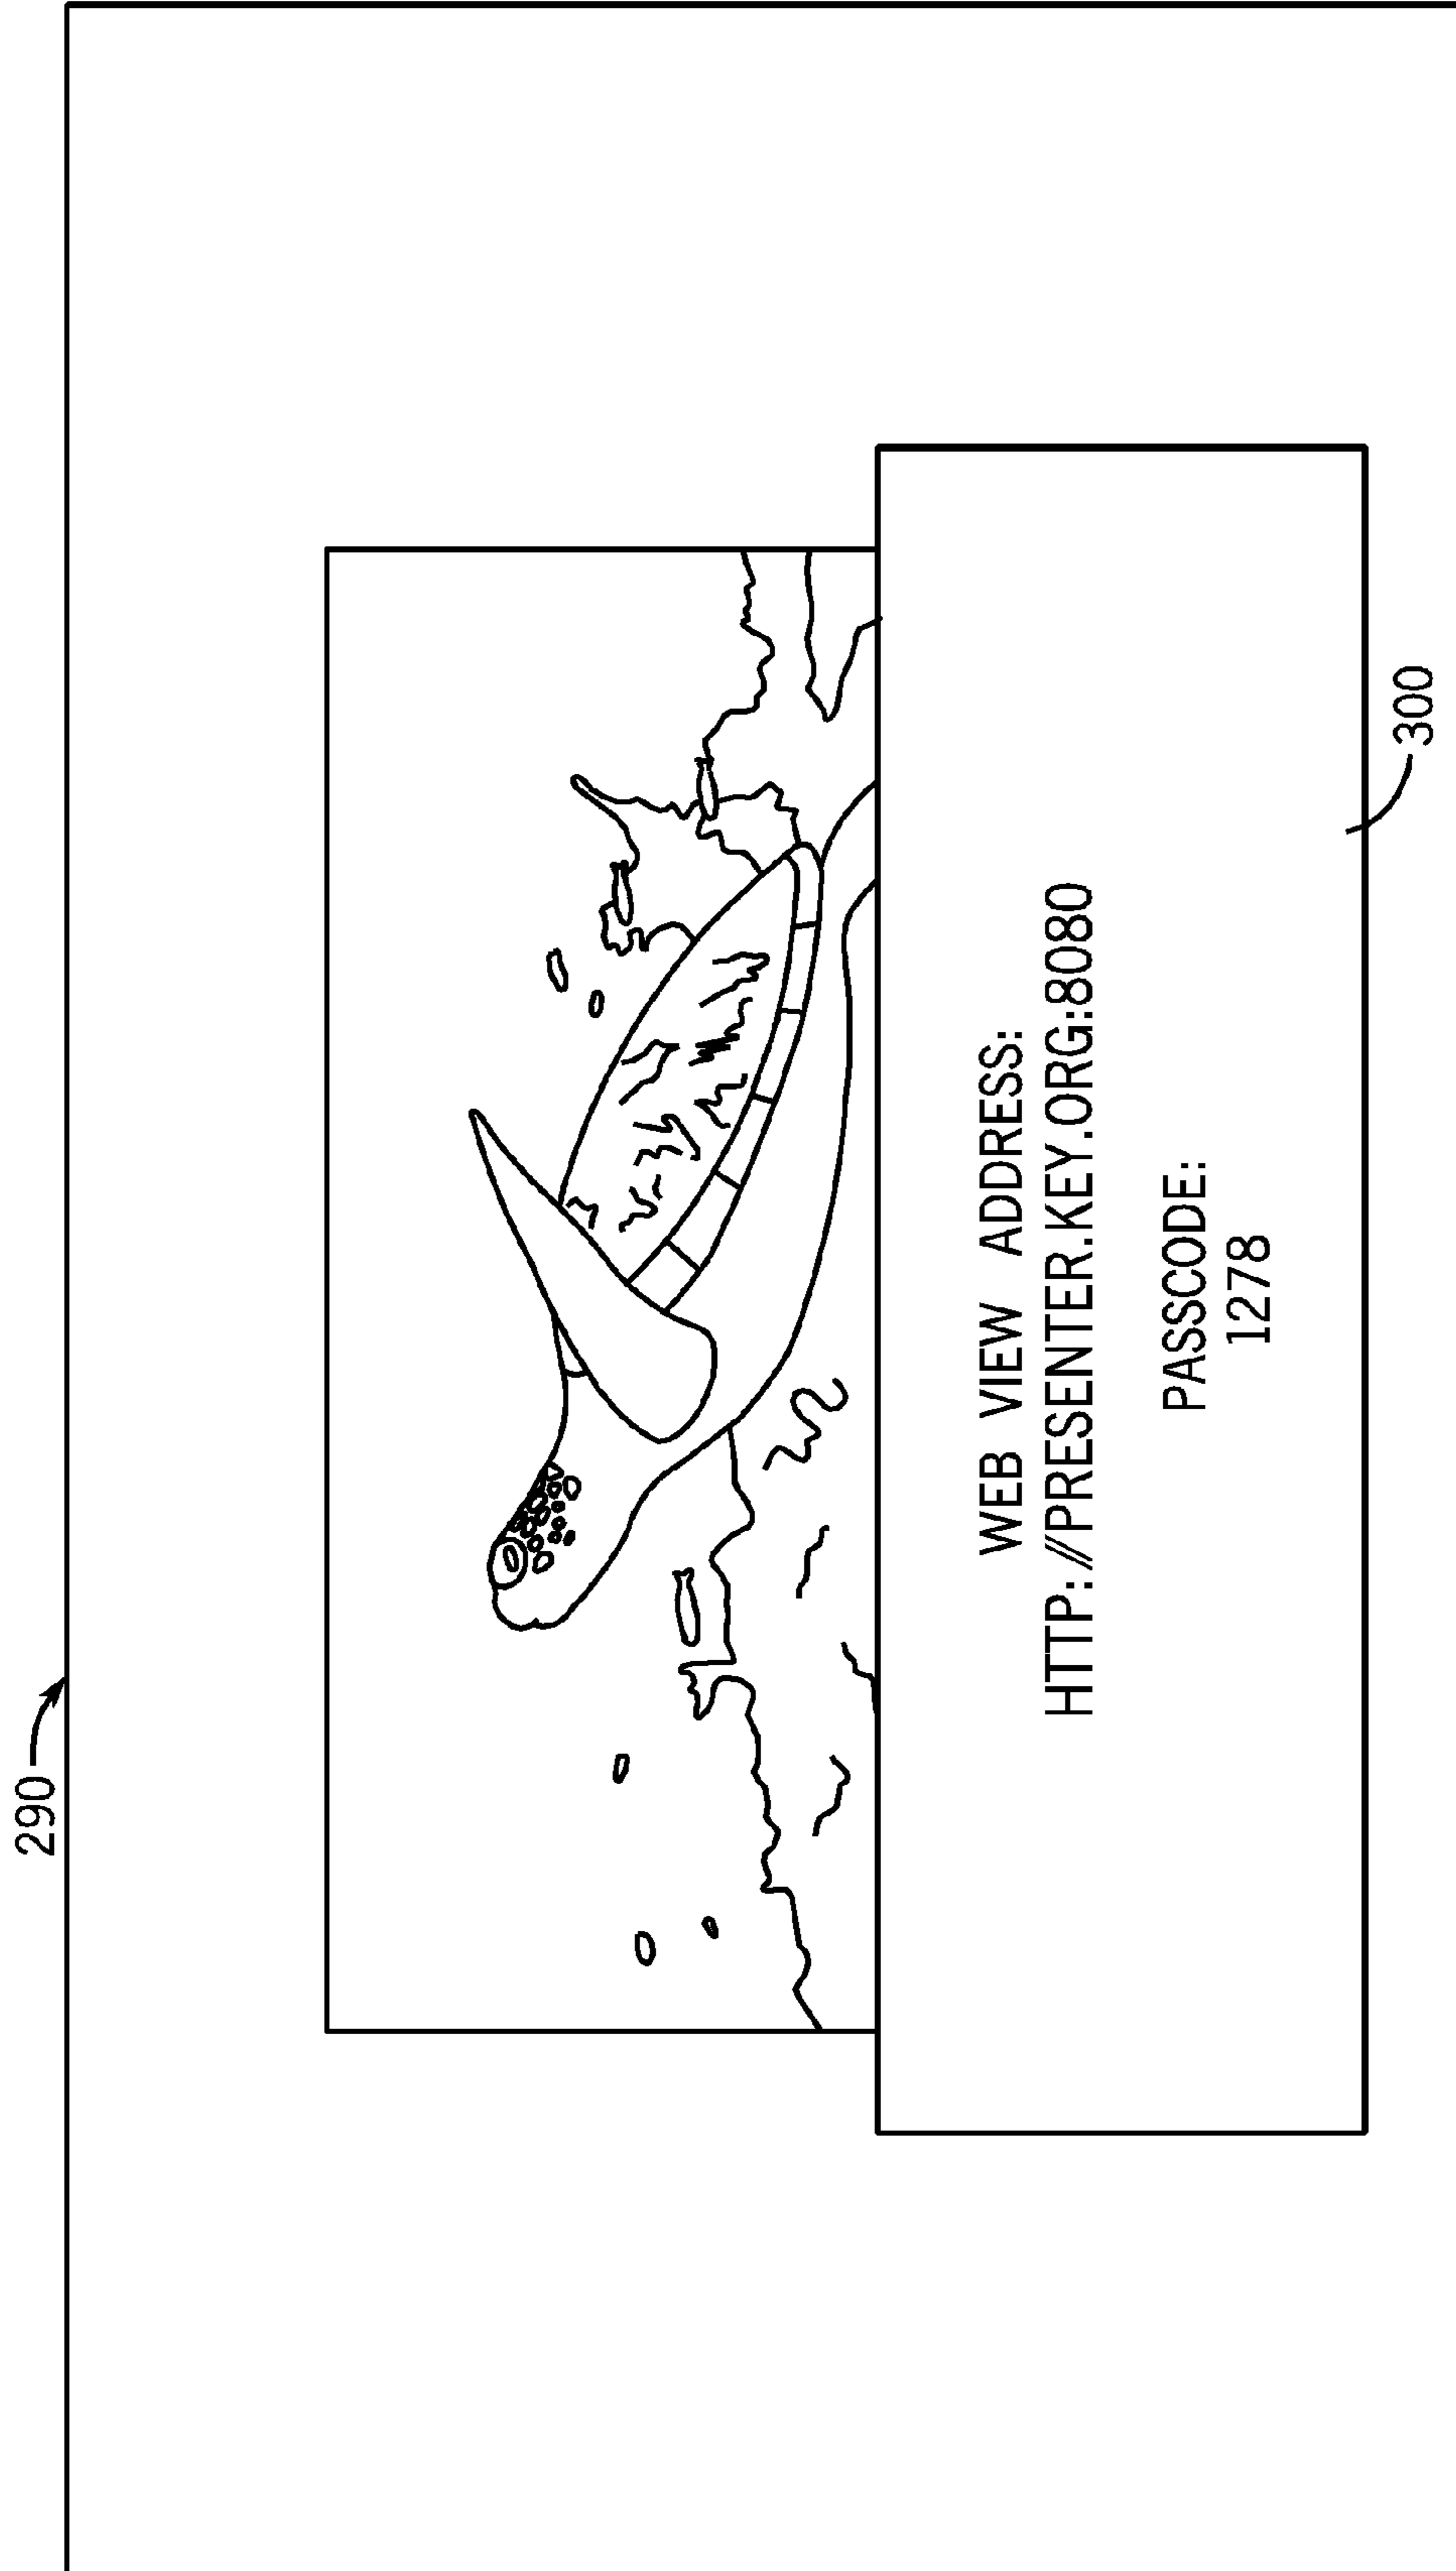 290
WEB VIEW ADDRESS:
HTTP://PRESENTER.KEY.ORG:8080
PASSCODE:
1278
300